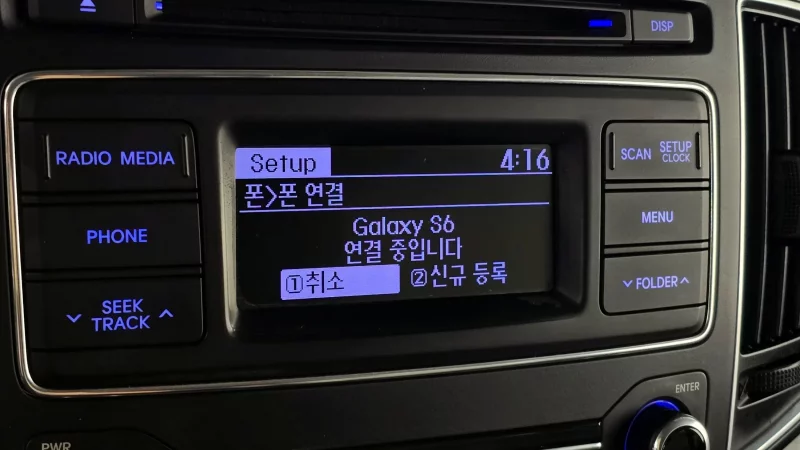 DISP
RADIO MEDIA
PHONE
SEEK
TRACK
Setup 4:16
폰>폰 연결
Galaxy S6
연결 중입니다
①취소 ②신규 등록
SCAN SETUP
CLOCK
MENU
FOLDER
ENTER
PWR